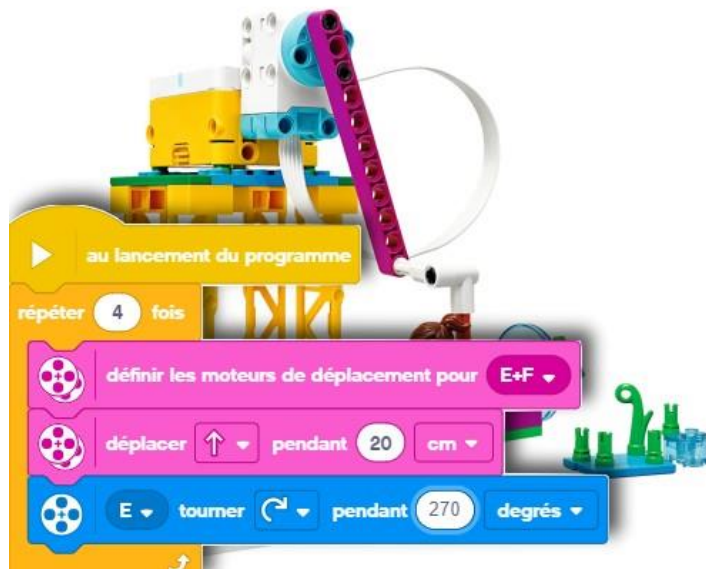 au lancement du programme
répéter 4 fois
définir les moteurs de déplacement pour E+F
déplacer pendant 20 cm
E tourner pendant 270 degrés